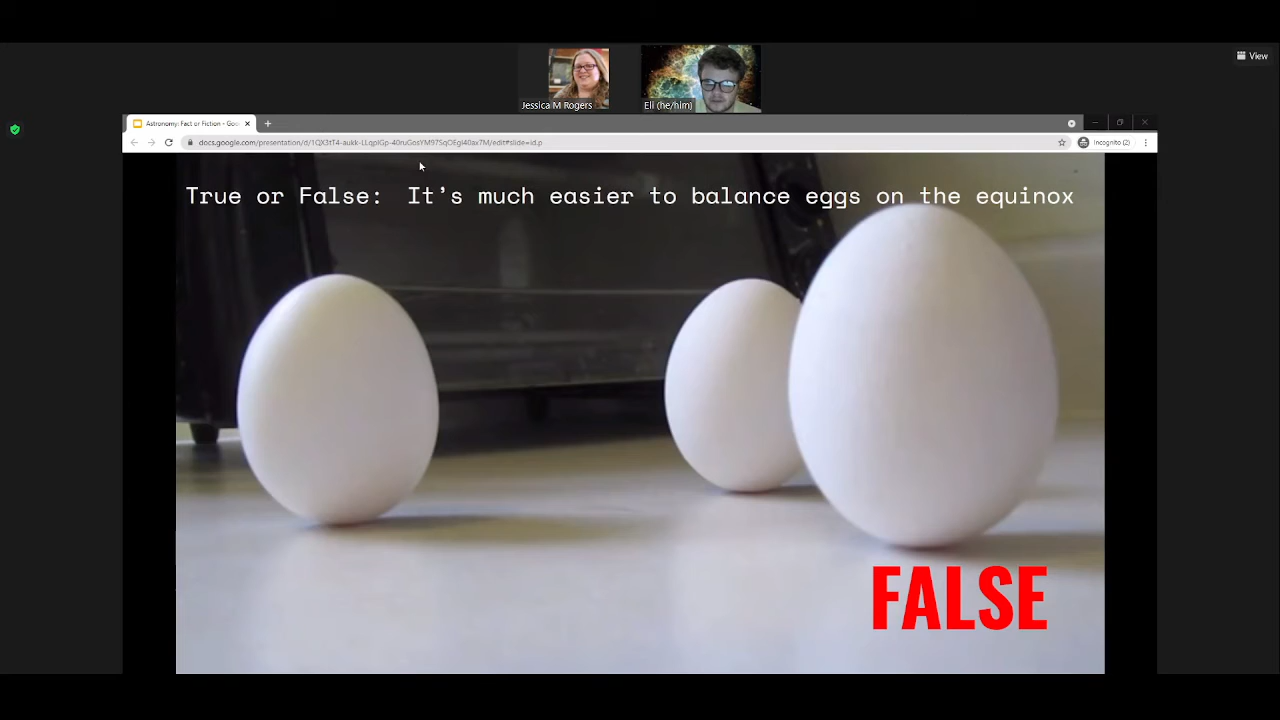 View
Jessica M Rogers
Eli (he/him)
Astronomy: Fact or Fiction - Goo
Incognito (2)
True or False: It's much easier to balance eggs on the equinox
FALSE